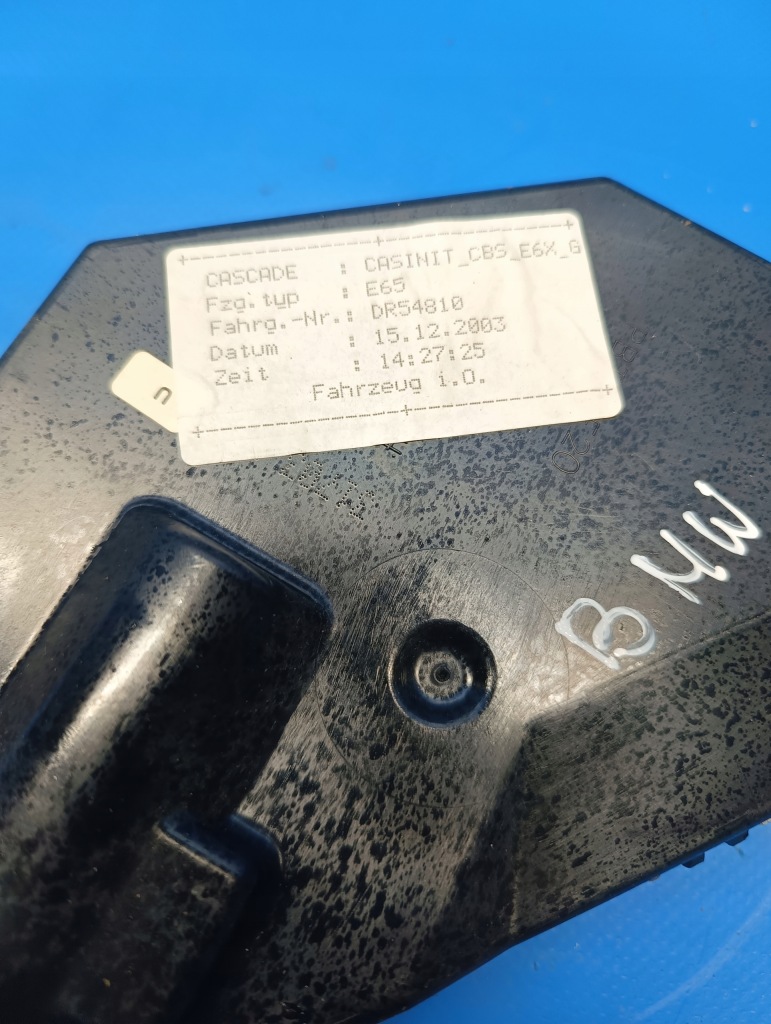 CASCADE : CASINIT_CBS_E6X_G
Fzg.typ : E65
Fahrg.-Nr.: DR54810
Datum : 15.12.2003
Zeit : 14:27:25
Fahrzeug i.O.
BMW